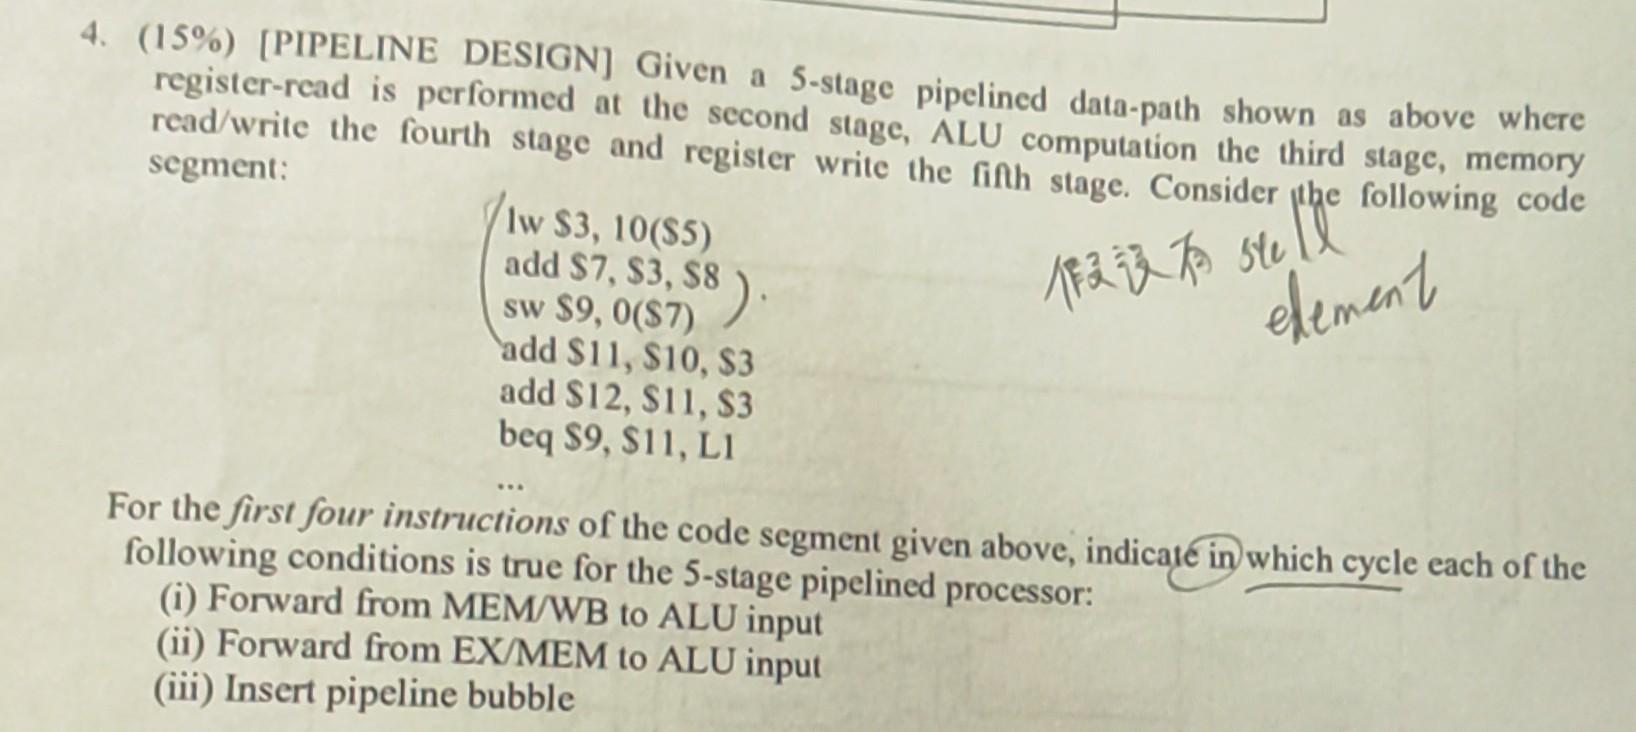 4. (15%) [PIPELINE DESIGN] Given a 5-stage pipelined data-path shown as above where
register-read is performed at the second stage, ALU computation the third stage, memory
read/write the fourth stage and register write the fifth stage. Consider the following code
segment:
lw $3, 10($5)
add $7, $3, $8
sw $9, 0($7)
假設有 stell
element
add $11, $10, $3
add $12, $11, $3
beq $9, $11, L1
...
For the first four instructions of the code segment given above, indicate in which cycle each of the
following conditions is true for the 5-stage pipelined processor:
(i) Forward from MEM/WB to ALU input
(ii) Forward from EX/MEM to ALU input
(iii) Insert pipeline bubble